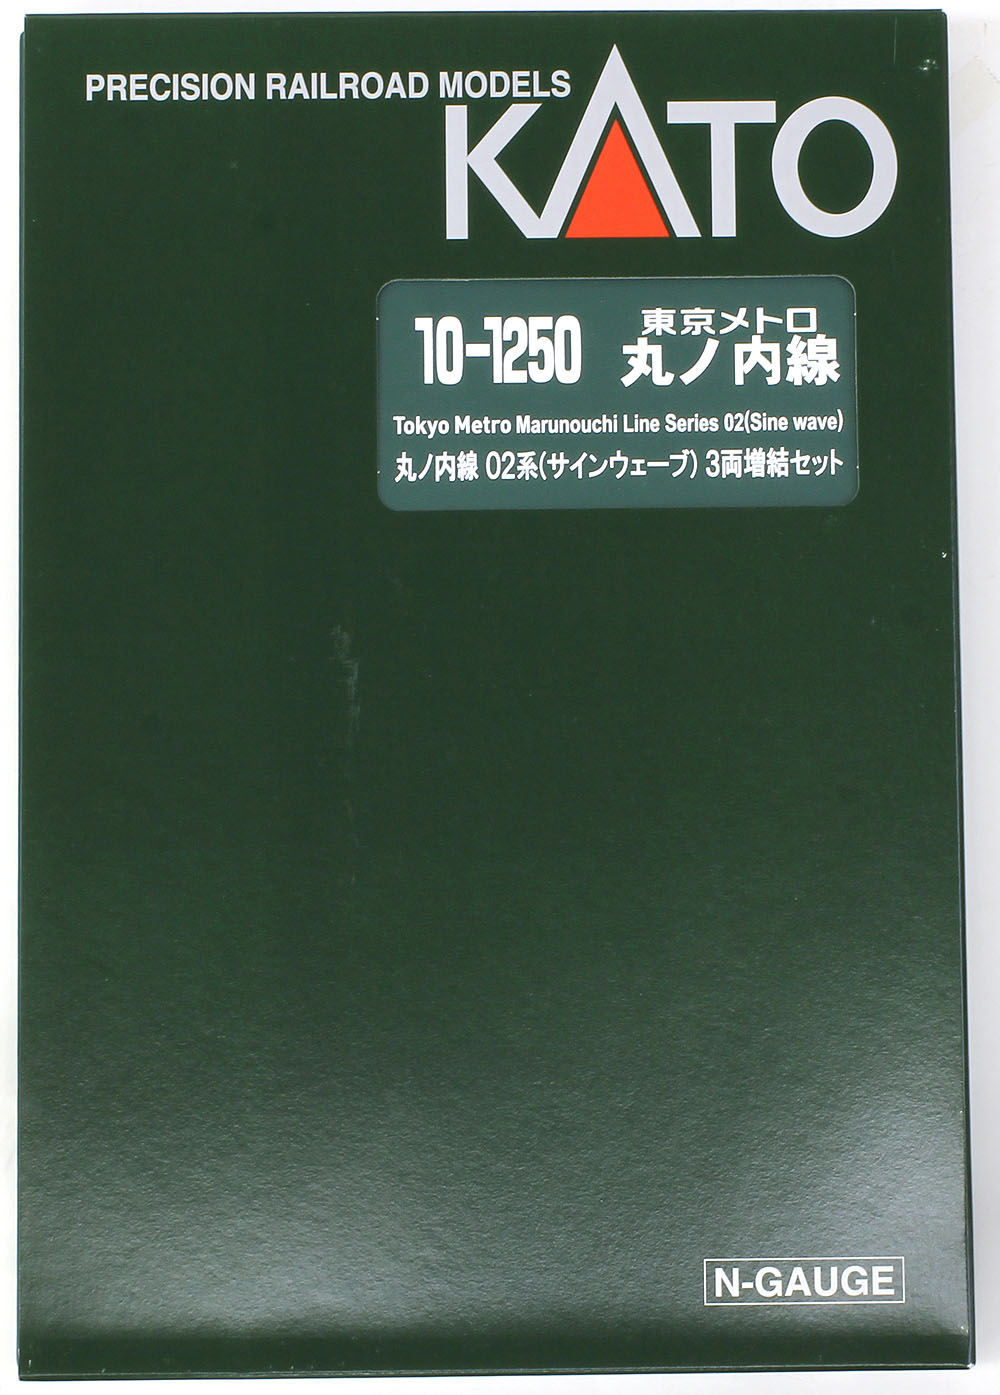 PRECISION RAILROAD MODELS
KATO
10-1250
東京メトロ
丸ノ内線
Tokyo Metro Marunouchi Line Series 02(Sine wave)
丸ノ内線 02系(サインウェーブ) 3両増結セット
N-GAUGE